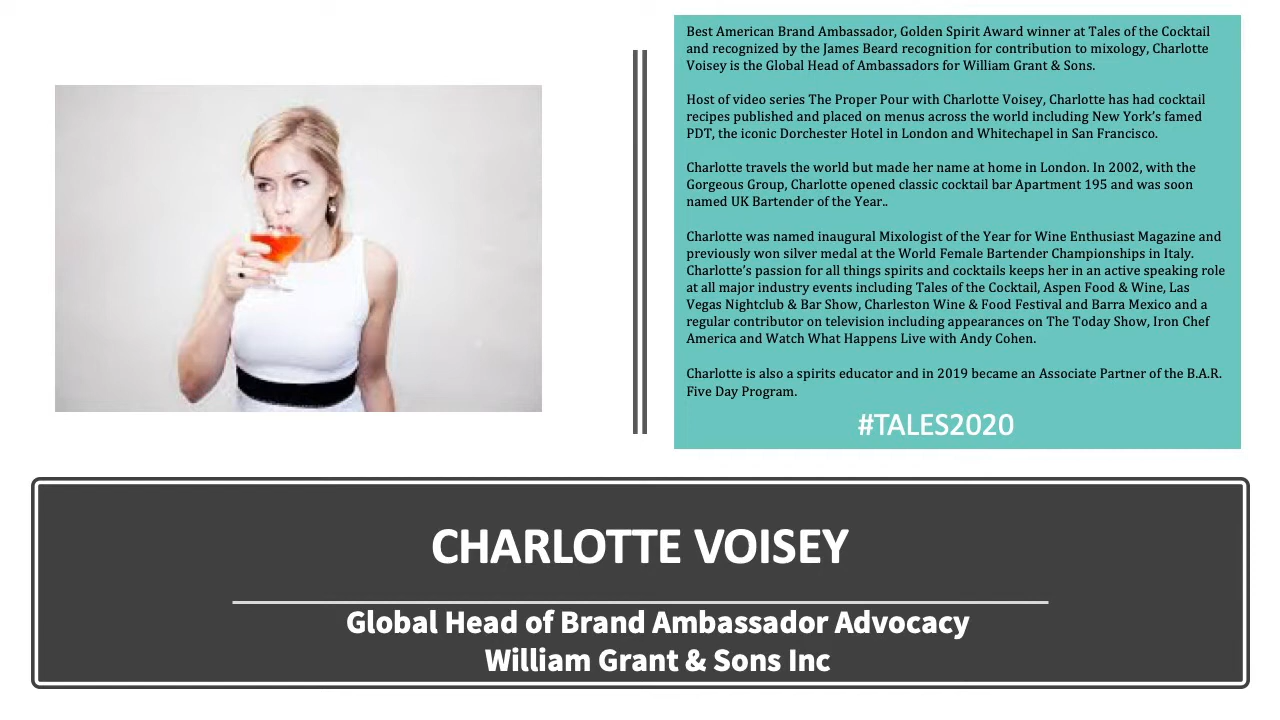 Best American Brand Ambassador, Golden Spirit Award winner at Tales of the Cocktail
and recognized by the James Beard recognition for contribution to mixology, Charlotte
Voisey is the Global Head of Ambassadors for William Grant & Sons.
Host of video series The Proper Pour with Charlotte Voisey, Charlotte has had cocktail
recipes published and placed on menus across the world including New York's famed
PDT, the iconic Dorchester Hotel in London and Whitechapel in San Francisco.
Charlotte travels the world but made her name at home in London. In 2002, with the
Gorgeous Group, Charlotte opened classic cocktail bar Apartment 195 and was soon
named UK Bartender of the Year..
Charlotte was named inaugural Mixologist of the Year for Wine Enthusiast Magazine and
previously won silver medal at the World Female Bartender Championships in Italy.
Charlotte's passion for all things spirits and cocktails keeps her in an active speaking role
at all major industry events including Tales of the Cocktail, Aspen Food & Wine, Las
Vegas Nightclub & Bar Show, Charleston Wine & Food Festival and Barra Mexico and a
regular contributor on television including appearances on The Today Show, Iron Chef
America and Watch What Happens Live with Andy Cohen.
Charlotte is also a spirits educator and in 2019 became an Associate Partner of the B.A.R.
Five Day Program.
#TALES2020
CHARLOTTE VOISEY
Global Head of Brand Ambassador Advocacy
William Grant & Sons Inc